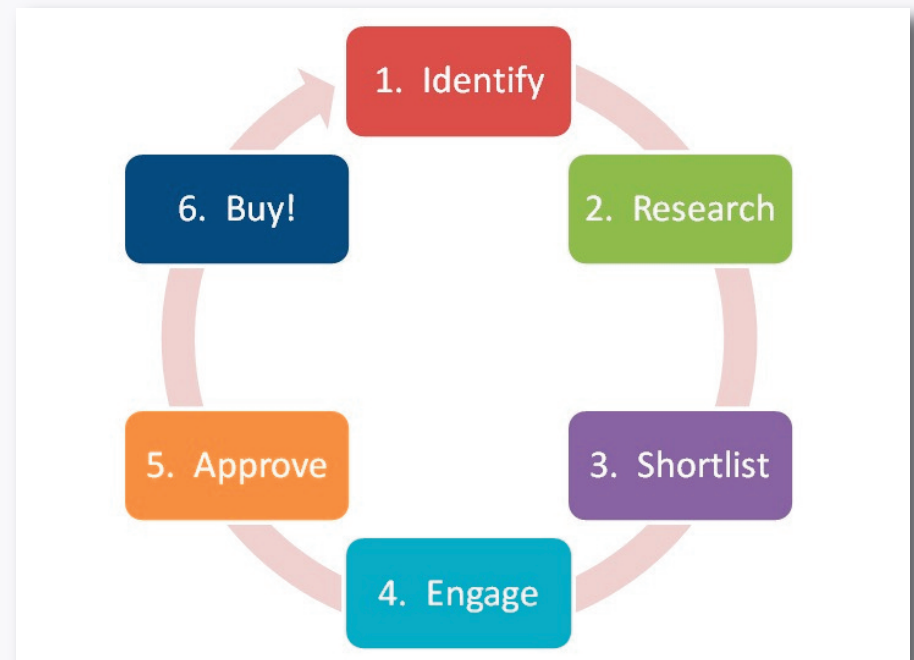 1. Identify
2. Research
3. Shortlist
4. Engage
5. Approve
6. Buy!